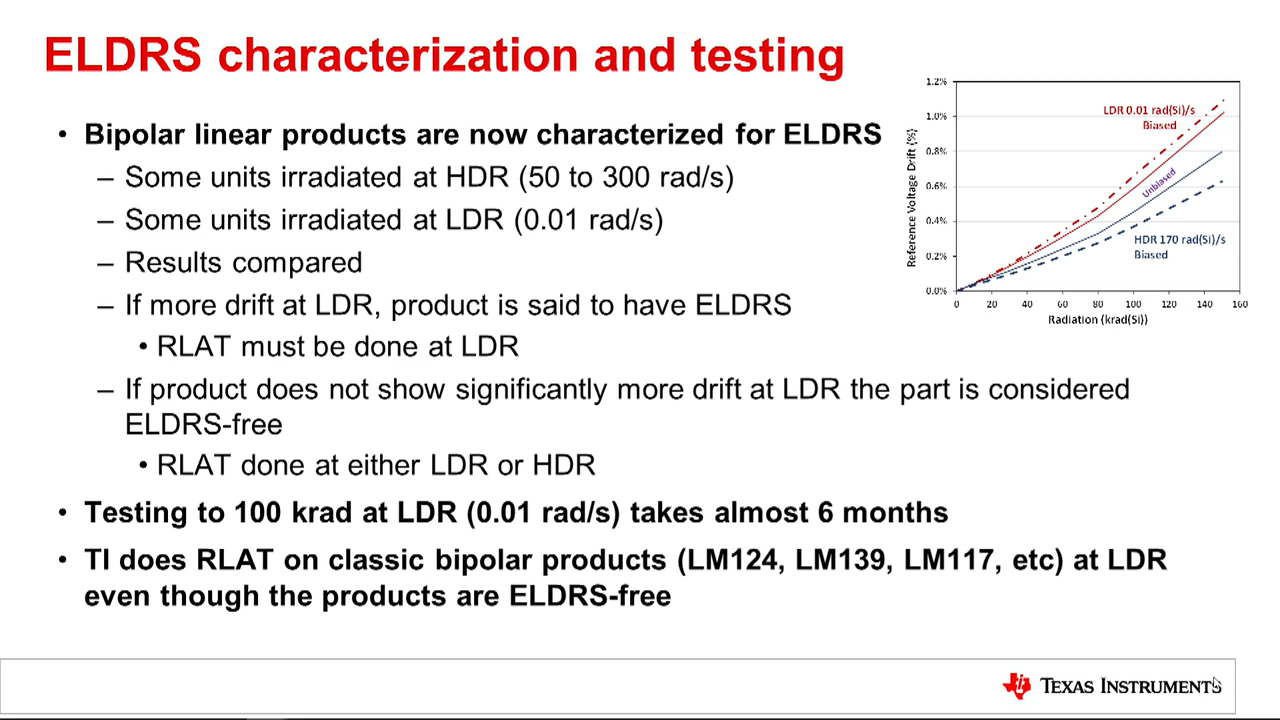 ELDRS characterization and testing
• Bipolar linear products are now characterized for ELDRS
– Some units irradiated at HDR (50 to 300 rad/s)
– Some units irradiated at LDR (0.01 rad/s)
– Results compared
– If more drift at LDR, product is said to have ELDRS
• RLAT must be done at LDR
– If product does not show significantly more drift at LDR the part is considered
ELDRS-free
• RLAT done at either LDR or HDR
• Testing to 100 krad at LDR (0.01 rad/s) takes almost 6 months
• TI does RLAT on classic bipolar products (LM124, LM139, LM117, etc) at LDR
even though the products are ELDRS-free
Reference Voltage Drift (%)
1.2%
1.0%
0.8%
0.6%
0.4%
0.2%
0.0%
LDR 0.01 rad(Si)/s
Biased
Unbiased
HDR 170 rad(Si)/s
Biased
0 20 40 60 80 100 120 140 160
Radiation (krad(Si))
TEXAS INSTRUMENTS